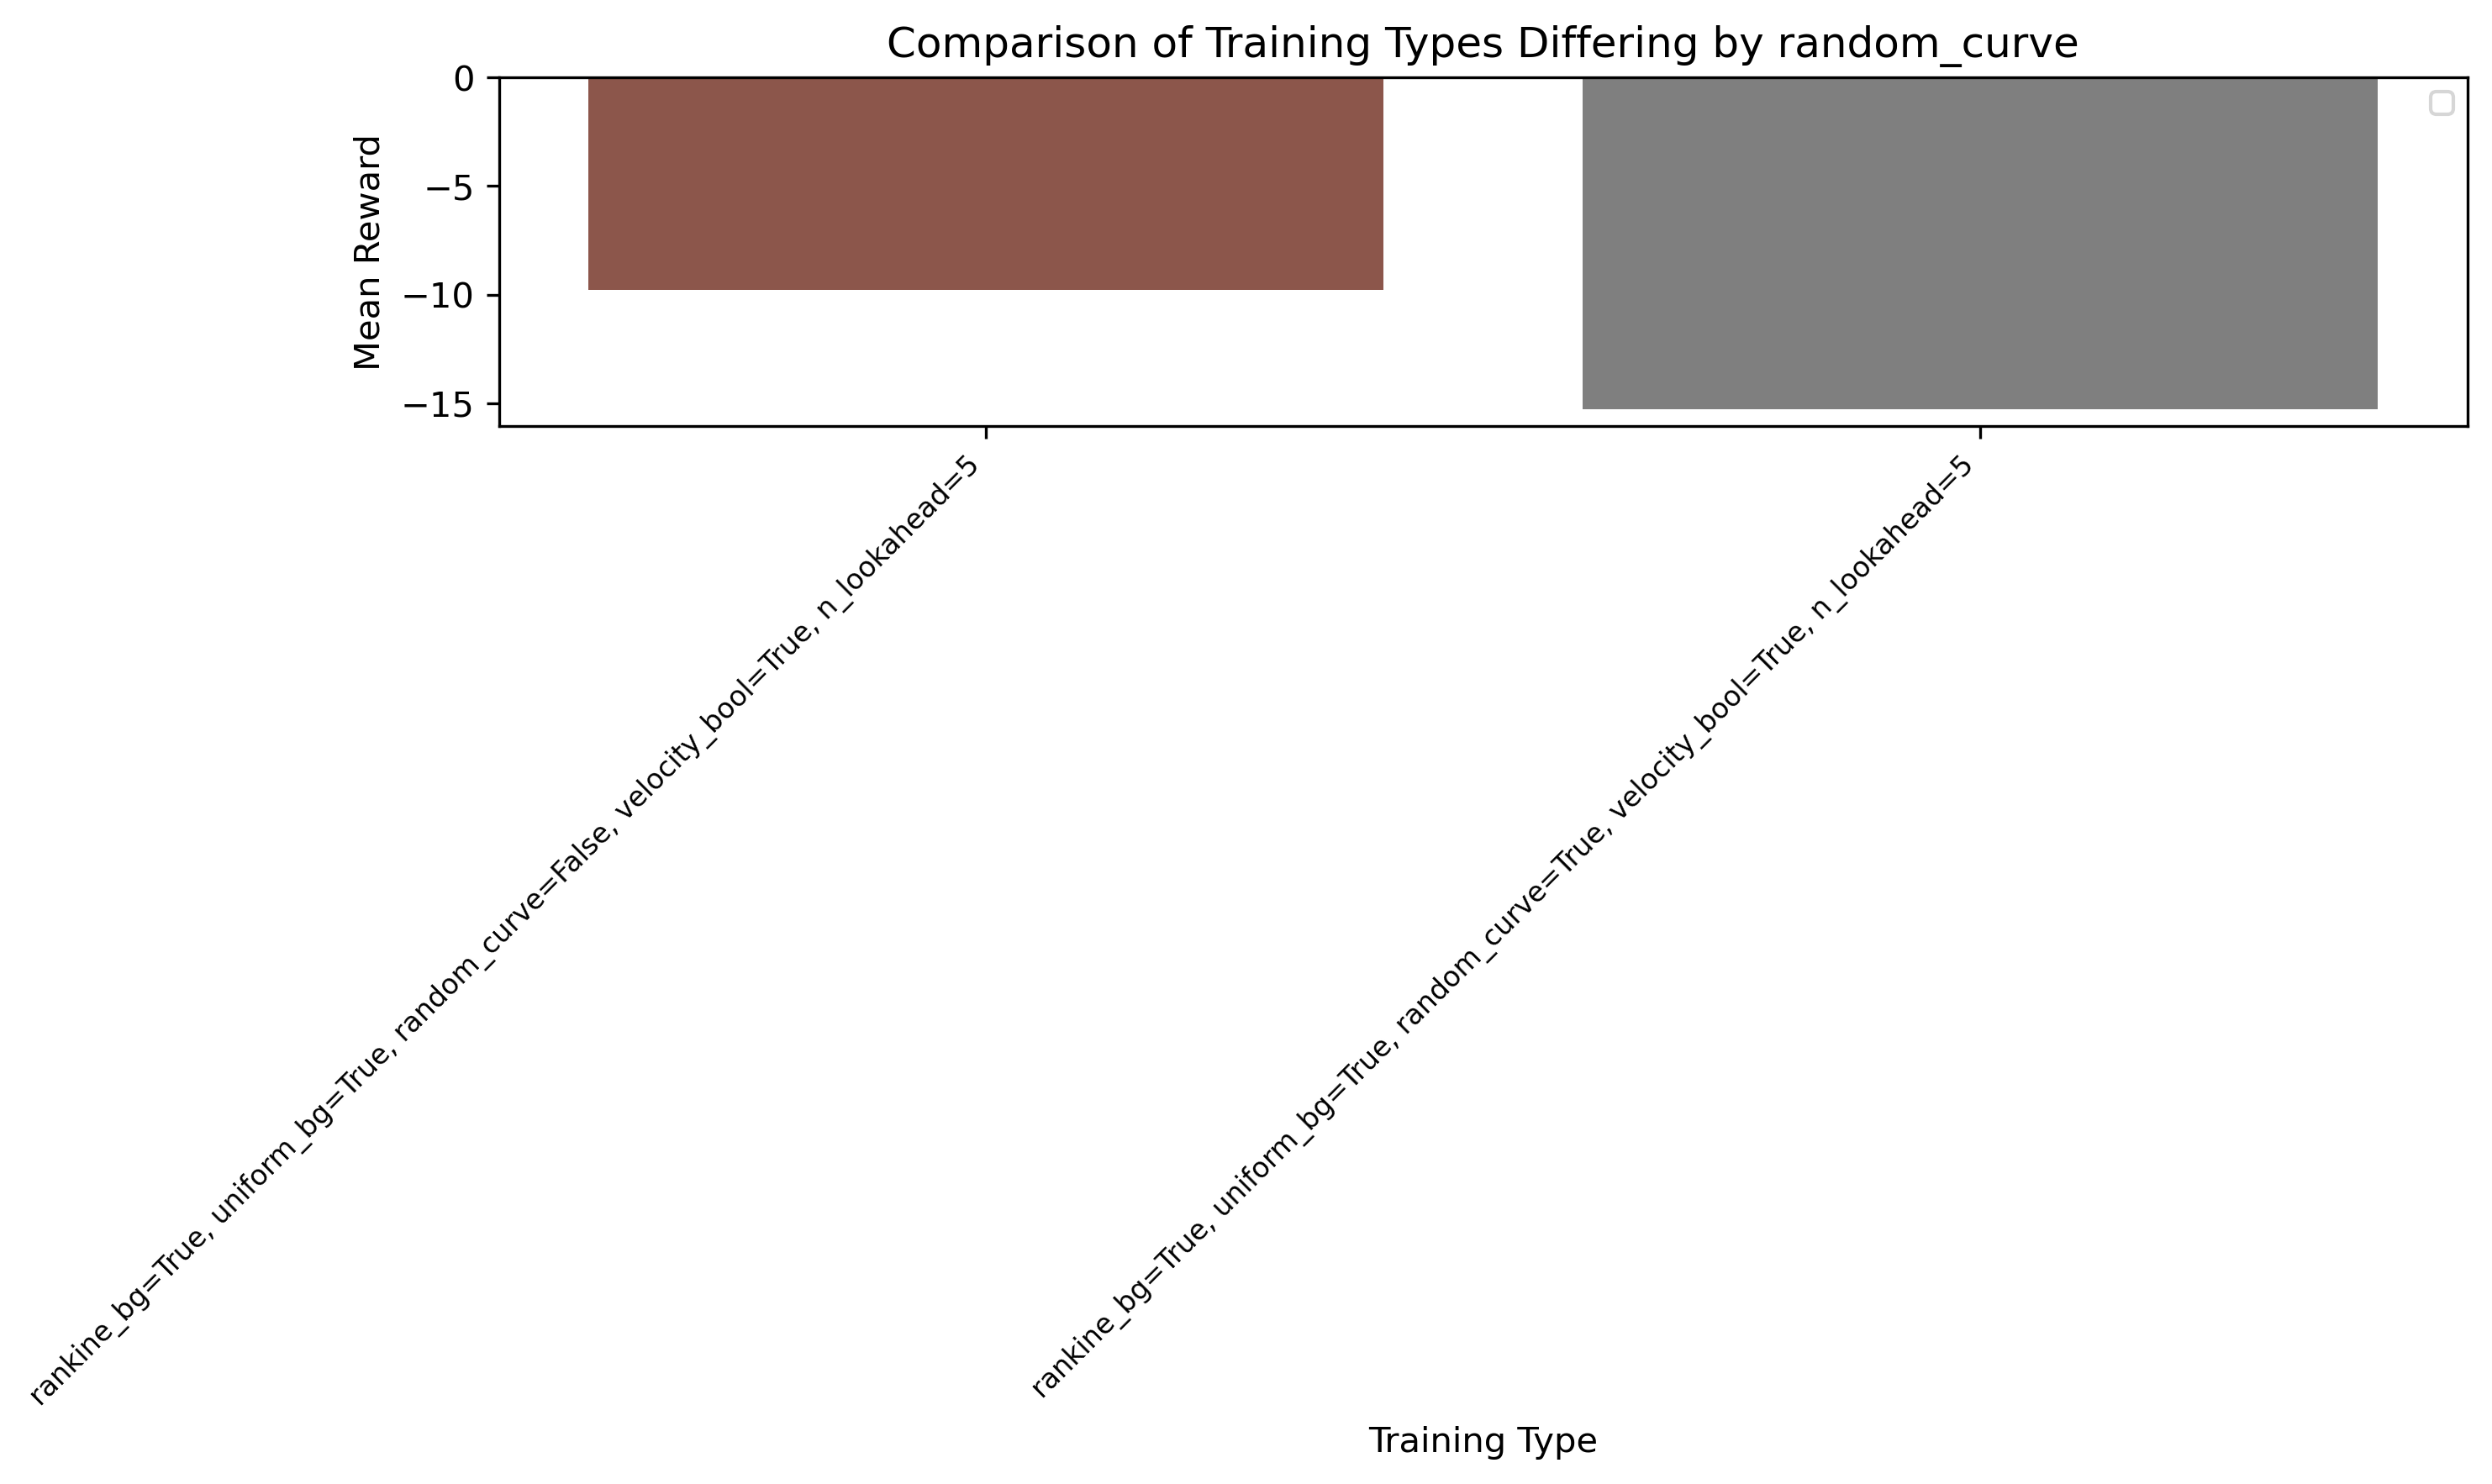 Comparison of Training Types Differing by random_curve
Mean Reward
0
−5
−10
−15
rankine_bg=True, uniform_bg=True, random_curve=False, velocity_bool=True, n_lookahead=5
rankine_bg=True, uniform_bg=True, random_curve=True, velocity_bool=True, n_lookahead=5
Training Type